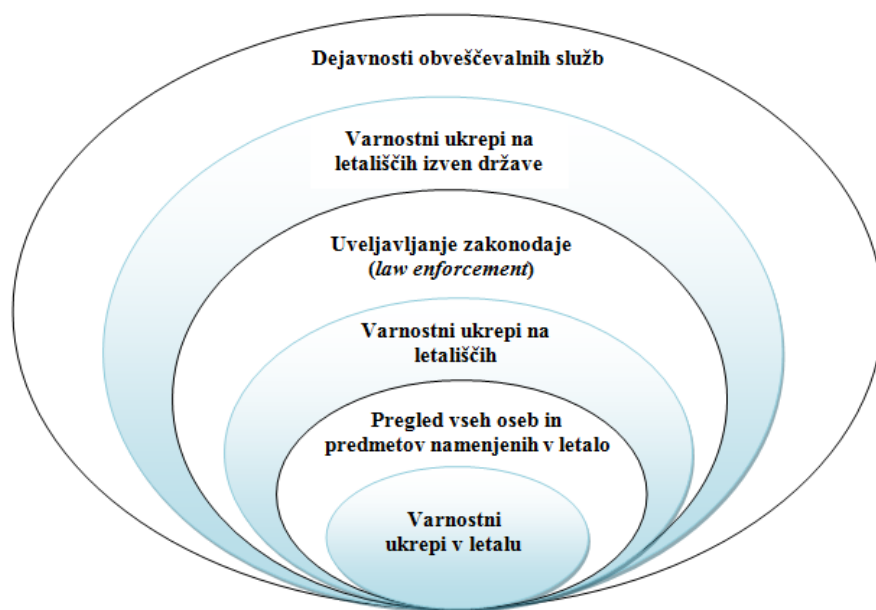 Dejavnosti obveščevalnih služb
Varnostni ukrepi na
letališčih izven države
Uveljavljanje zakonodaje
(law enforcement)
Varnostni ukrepi na
letališčih
Pregled vseh oseb in
predmetov namenjenih v letalo
Varnostni
ukrepi v letalu